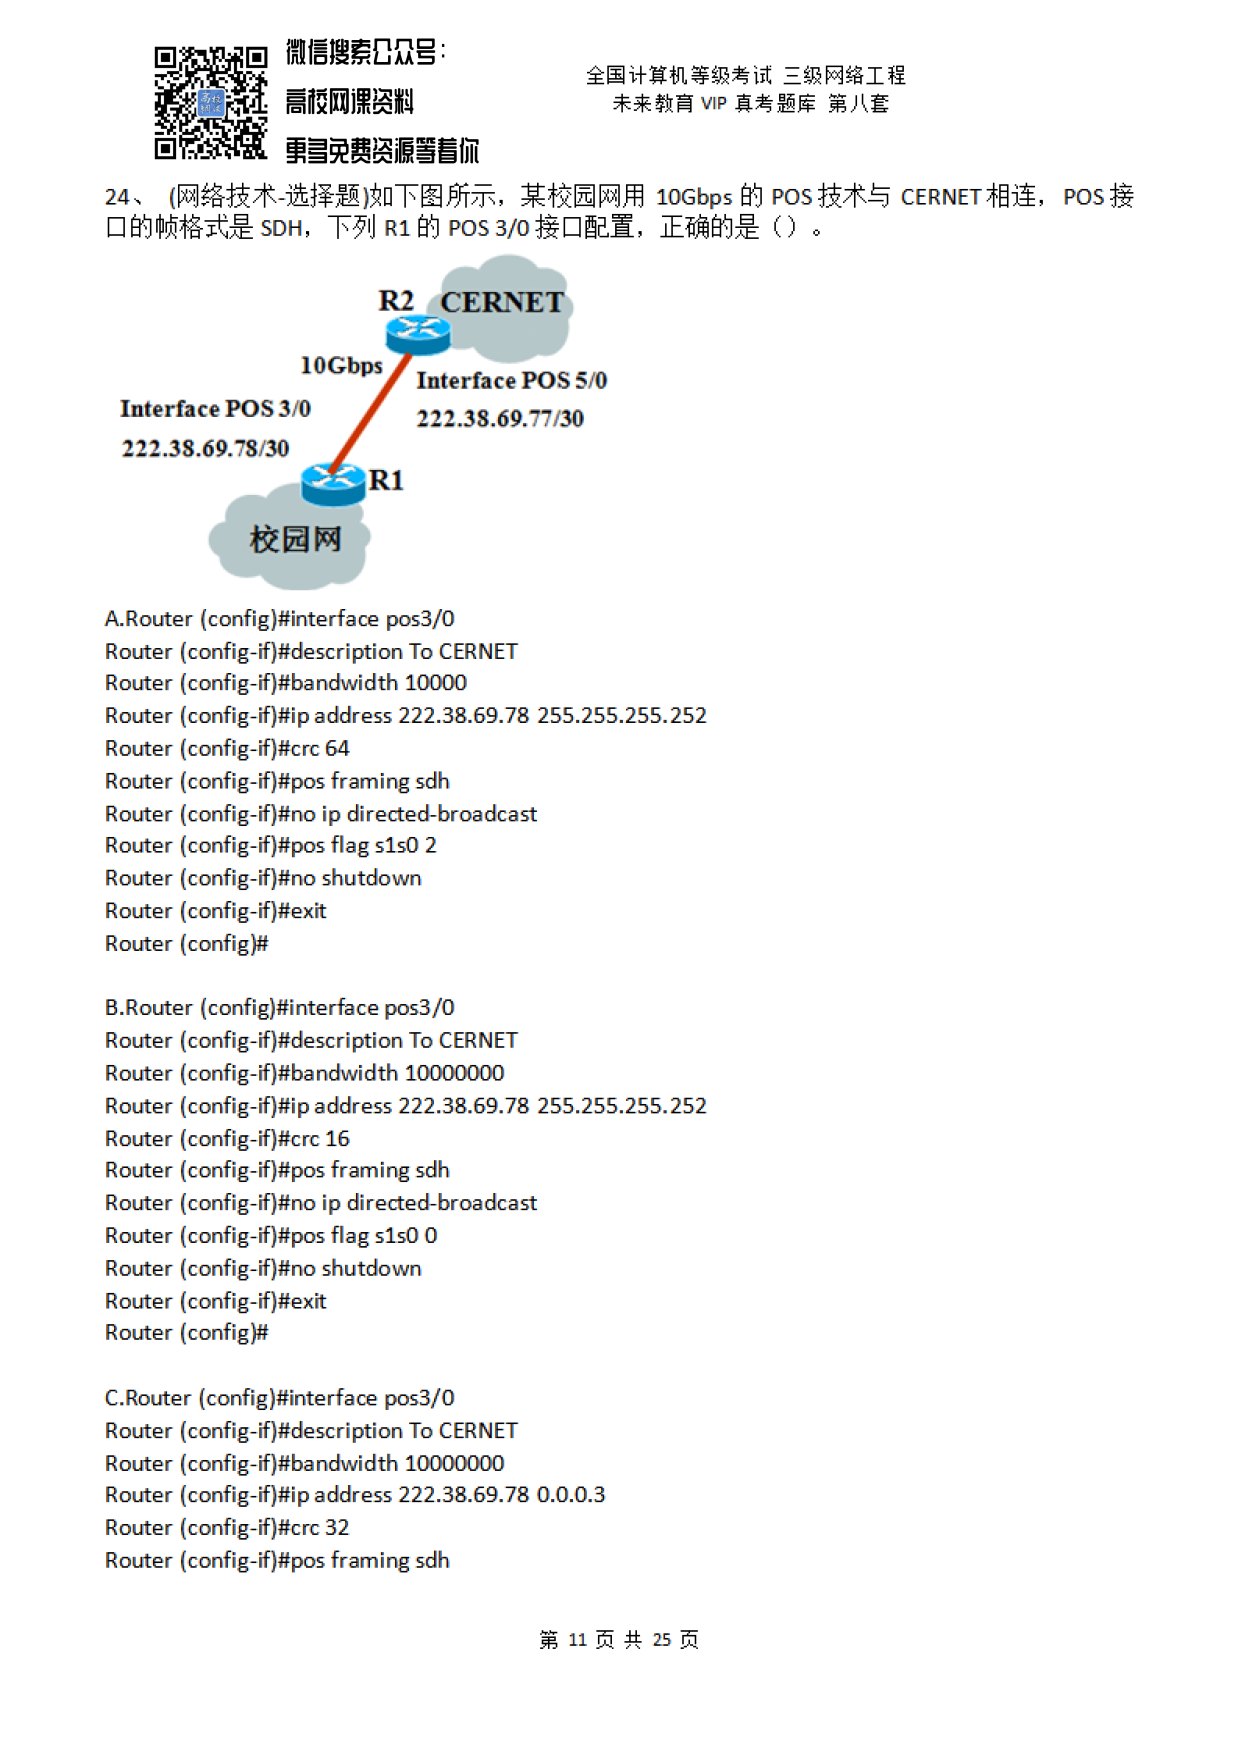 微信搜索公众号：
高校网课资料
更多免费资源等着你
高校
网课
全国计算机等级考试 三级网络工程
未来教育 VIP 真考题库 第八套
24、 (网络技术-选择题)如下图所示，某校园网用 10Gbps 的 POS 技术与 CERNET 相连，POS 接
口的帧格式是 SDH，下列 R1 的 POS 3/0 接口配置，正确的是（）。
R2 CERNET
10Gbps
Interface POS 5/0
222.38.69.77/30
Interface POS 3/0
222.38.69.78/30
R1
校园网
A.Router (config)#interface pos3/0
Router (config-if)#description To CERNET
Router (config-if)#bandwidth 10000
Router (config-if)#ip address 222.38.69.78 255.255.255.252
Router (config-if)#crc 64
Router (config-if)#pos framing sdh
Router (config-if)#no ip directed-broadcast
Router (config-if)#pos flag s1s0 2
Router (config-if)#no shutdown
Router (config-if)#exit
Router (config)#
B.Router (config)#interface pos3/0
Router (config-if)#description To CERNET
Router (config-if)#bandwidth 10000000
Router (config-if)#ip address 222.38.69.78 255.255.255.252
Router (config-if)#crc 16
Router (config-if)#pos framing sdh
Router (config-if)#no ip directed-broadcast
Router (config-if)#pos flag s1s0 0
Router (config-if)#no shutdown
Router (config-if)#exit
Router (config)#
C.Router (config)#interface pos3/0
Router (config-if)#description To CERNET
Router (config-if)#bandwidth 10000000
Router (config-if)#ip address 222.38.69.78 0.0.0.3
Router (config-if)#crc 32
Router (config-if)#pos framing sdh
第 11 页 共 25 页